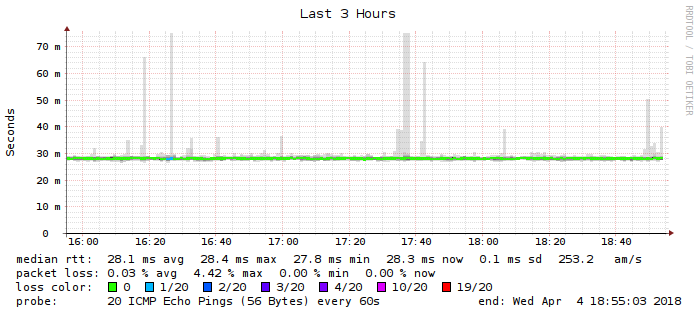 Last 3 Hours
RRDTOOL / TOBI OETIKER
Seconds
70 m
60 m
50 m
40 m
30 m
20 m
10 m
0
16:00 16:20 16:40 17:00 17:20 17:40 18:00 18:20 18:40
median rtt: 28.1 ms avg 28.4 ms max 27.8 ms min 28.3 ms now 0.1 ms sd 253.2 am/s
packet loss: 0.03 % avg 4.42 % max 0.00 % min 0.00 % now
loss color: 0 1/20 2/20 3/20 4/20 10/20 19/20
probe: 20 ICMP Echo Pings (56 Bytes) every 60s end: Wed Apr 4 18:55:03 2018